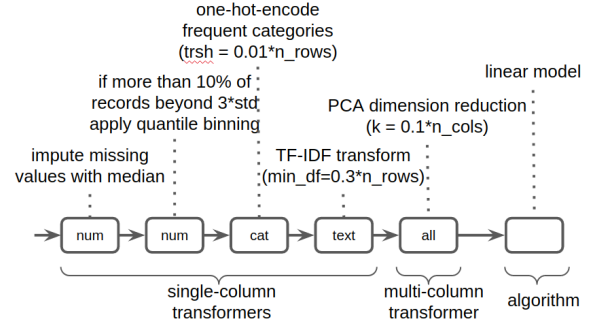 one-hot-encode
frequent categories
(trsh = 0.01*n_rows)
if more than 10% of
records beyond 3*std
apply quantile binning
linear model
PCA dimension reduction
(k = 0.1*n_cols)
impute missing
values with median
TF-IDF transform
(min_df=0.3*n_rows)
num
num
cat
text
all
single-column
transformers
multi-column
transformer
algorithm